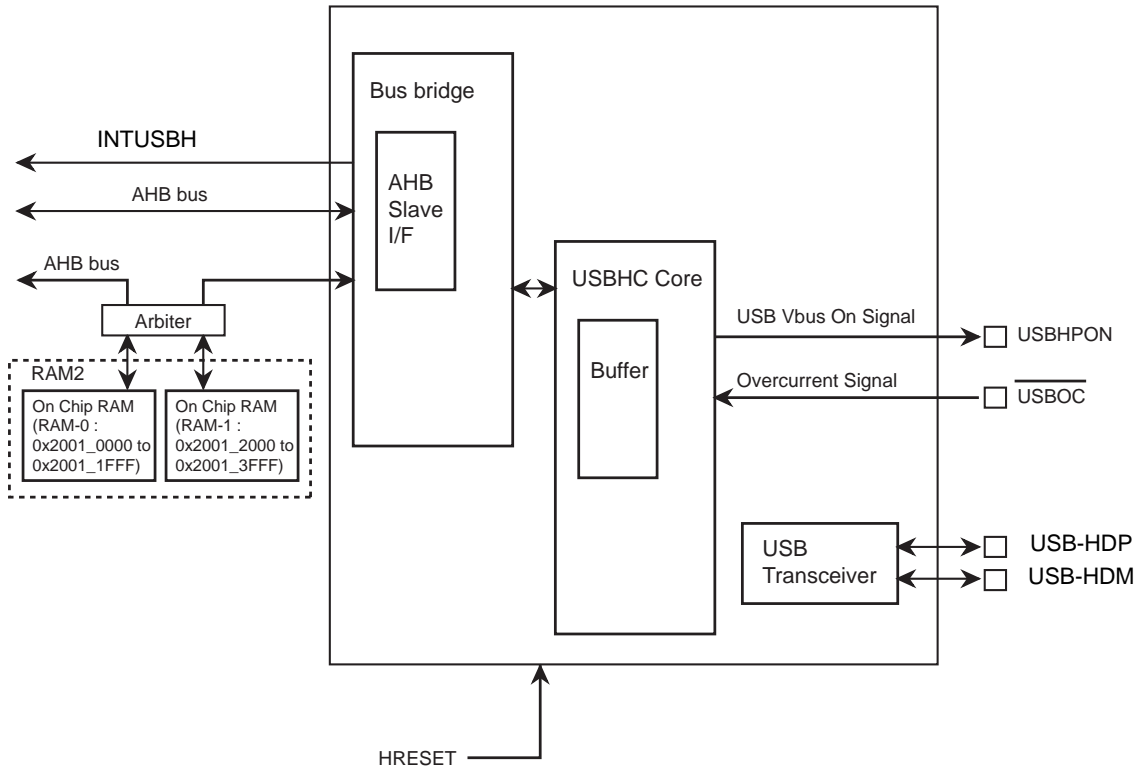 Bus bridge
INTUSBH
AHB
Slave
I/F
AHB bus
AHB bus
Arbiter
RAM2
On Chip RAM
(RAM-0 :
0x2001_0000 to
0x2001_1FFF)
On Chip RAM
(RAM-1 :
0x2001_2000 to
0x2001_3FFF)
USBHC Core
Buffer
USB Vbus On Signal
USBHPON
Overcurrent Signal
USBOC
USB
Transceiver
USB-HDP
USB-HDM
HRESET